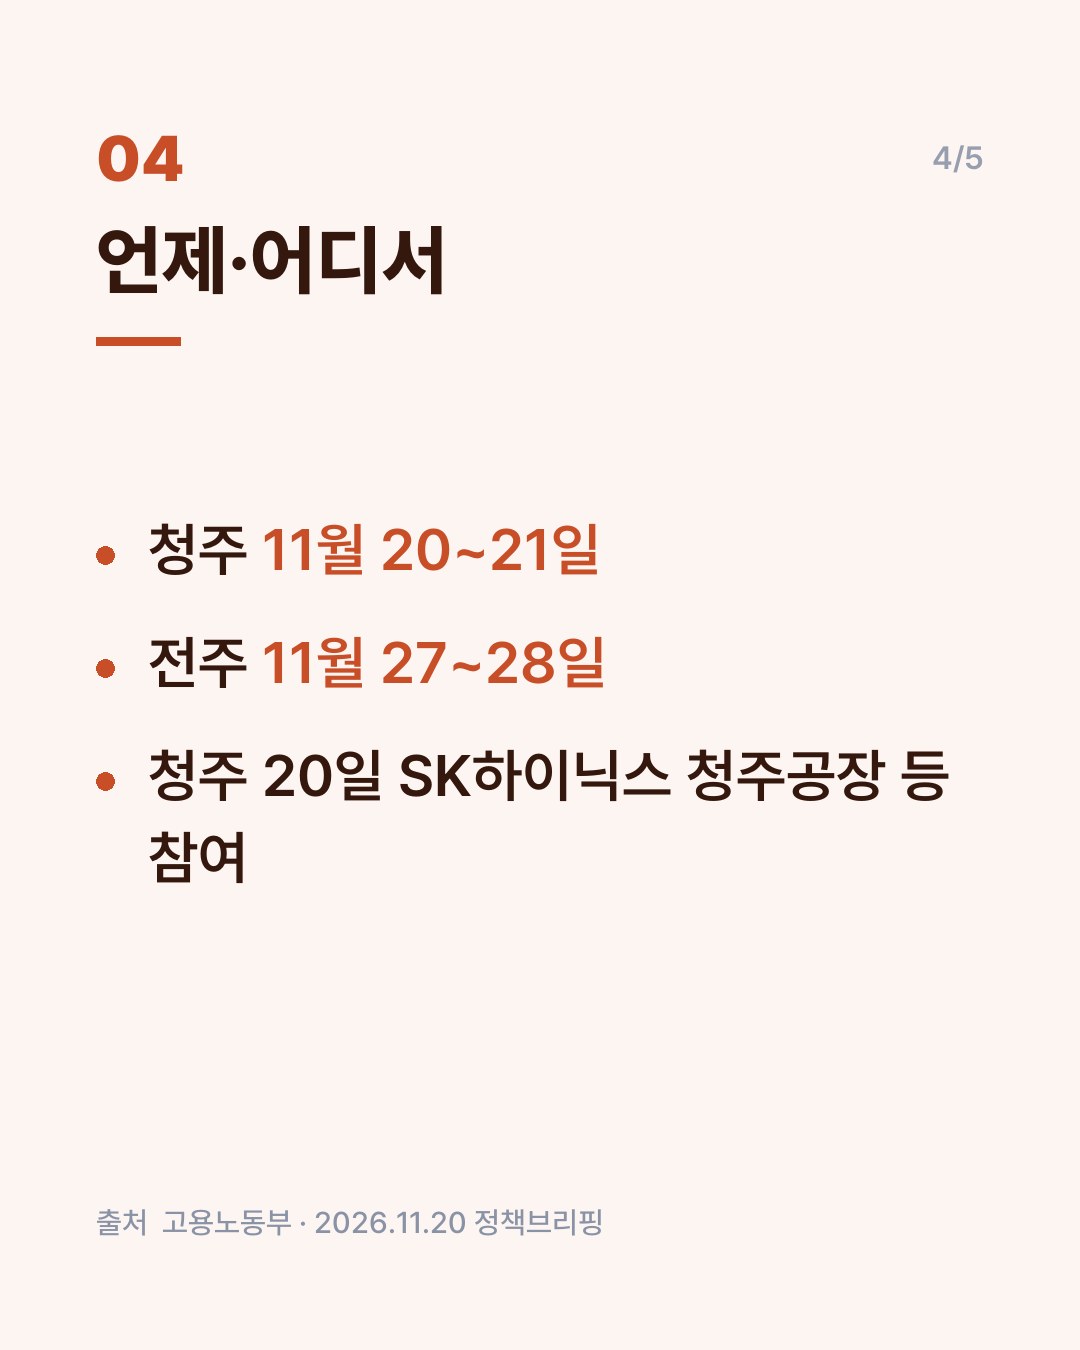 04
4/5
언제·어디서
청주 11월 20~21일
전주 11월 27~28일
청주 20일 SK하이닉스 청주공장 등
참여
출처 고용노동부 · 2026.11.20 정책브리핑